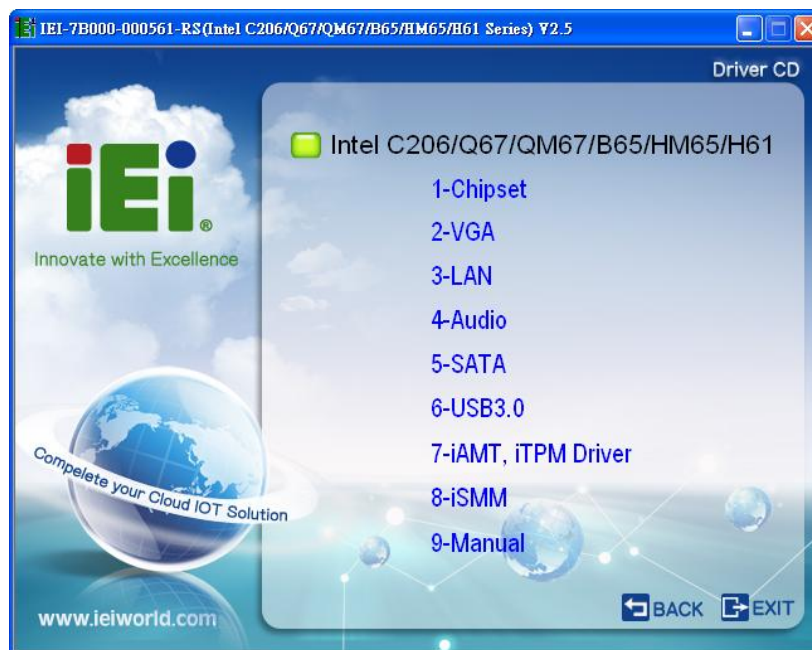 IEI-7B000-000561-RS(Intel C206/Q67/QM67/B65/HM65/H61 Series) V2.5
Driver CD
iEi®
Innovate with Excellence
Intel C206/Q67/QM67/B65/HM65/H61
1-Chipset
2-VGA
3-LAN
4-Audio
5-SATA
6-USB3.0
7-iAMT, iTPM Driver
8-iSMM
9-Manual
Compelete your Cloud IOT Solution
www.ieiworld.com
BACK
EXIT